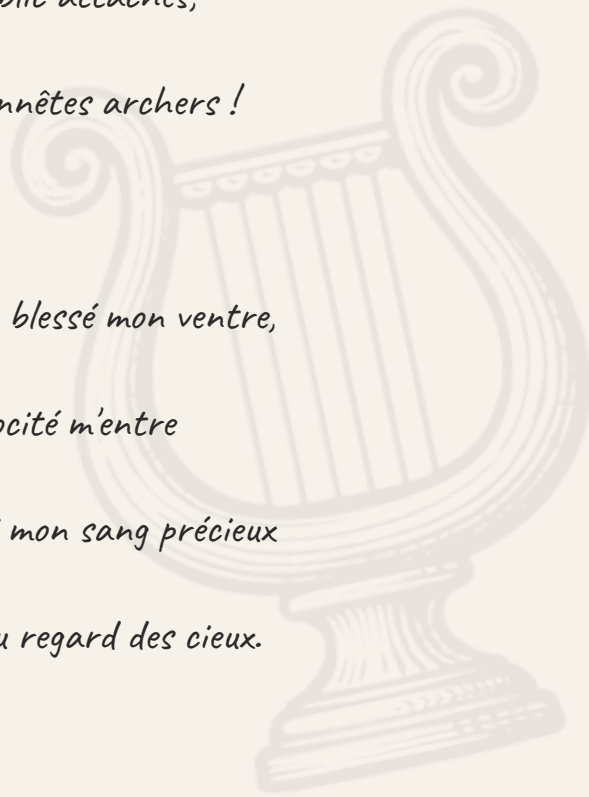 attachés,
nnêtes archers !
blessé mon ventre,
ocité m'entre
mon sang précieux
u regard des cieux.